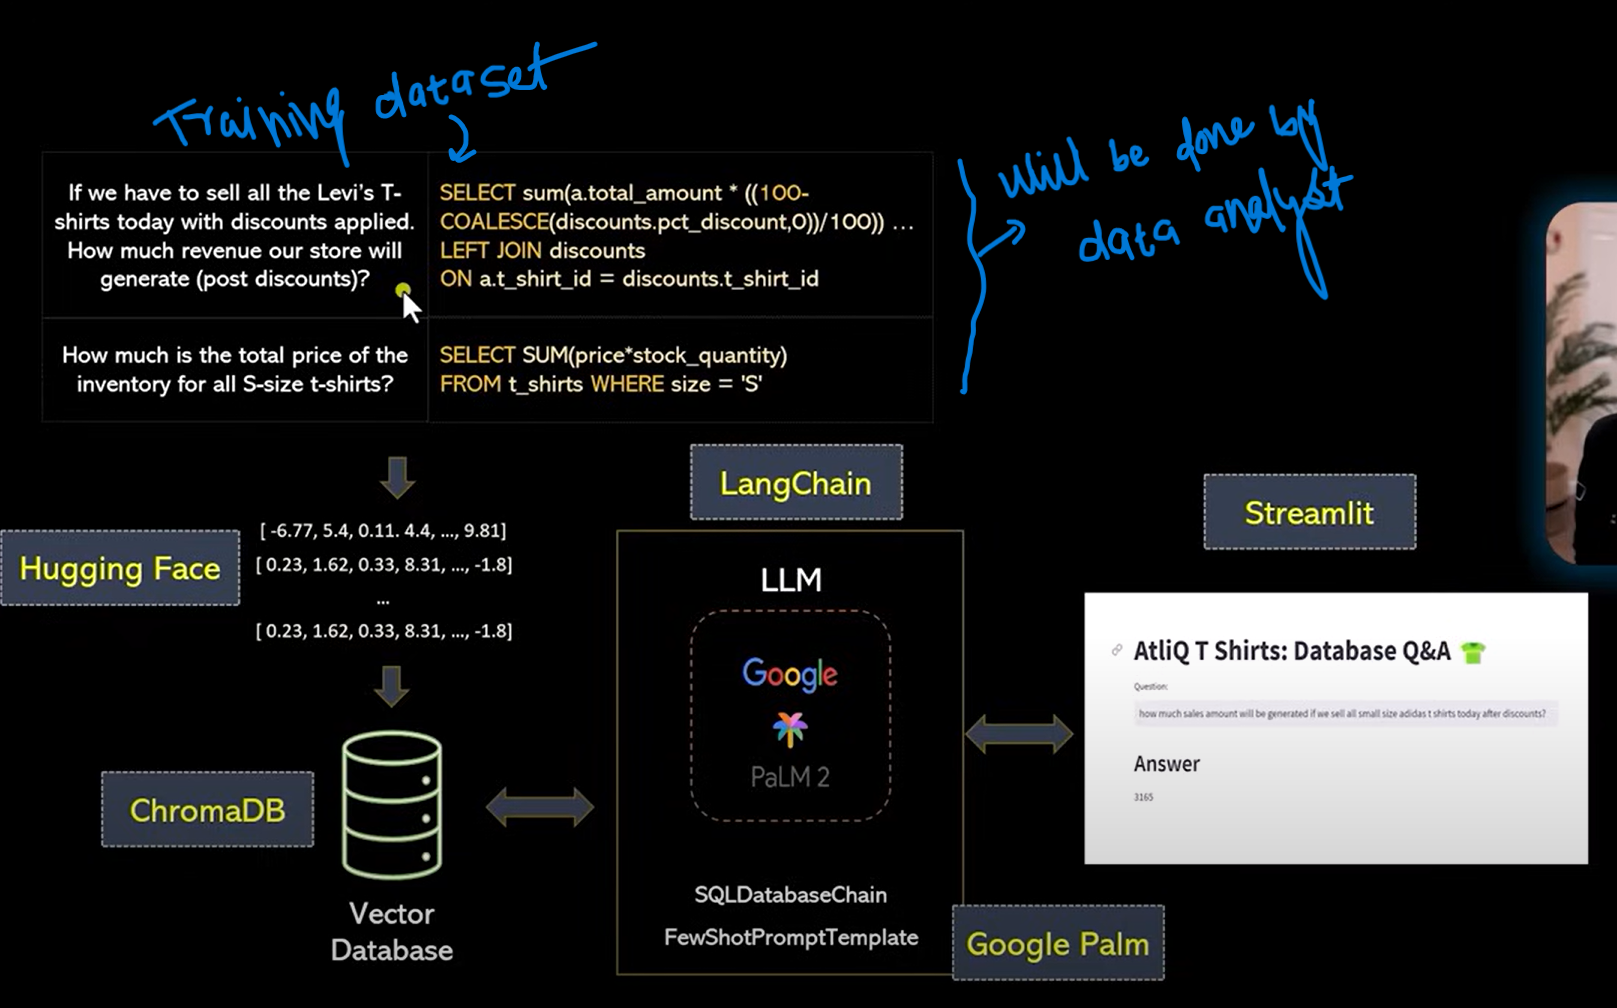 Training dataset
Will be done by
data analyst
If we have to sell all the Levi's T-
shirts today with discounts applied.
How much revenue our store will
generate (post discounts)?
SELECT sum(a.total_amount * ((100-
COALESCE(discounts.pct_discount,0))/100)) ...
LEFT JOIN discounts
ON a.t_shirt_id = discounts.t_shirt_id
How much is the total price of the
inventory for all S-size t-shirts?
SELECT SUM(price*stock_quantity)
FROM t_shirts WHERE size = 'S'
Hugging Face
[ -6.77, 5.4, 0.11. 4.4, ..., 9.81]
[ 0.23, 1.62, 0.33, 8.31, ..., -1.8]
...
[ 0.23, 1.62, 0.33, 8.31, ..., -1.8]
ChromaDB
Vector
Database
LangChain
LLM
Google
PaLM 2
SQLDatabaseChain
FewShotPromptTemplate
Google Palm
Streamlit
AtliQ T Shirts: Database Q&A
Question:
how much sales amount will be generated if we sell all small size adidas t shirts today after discounts?
Answer
3165